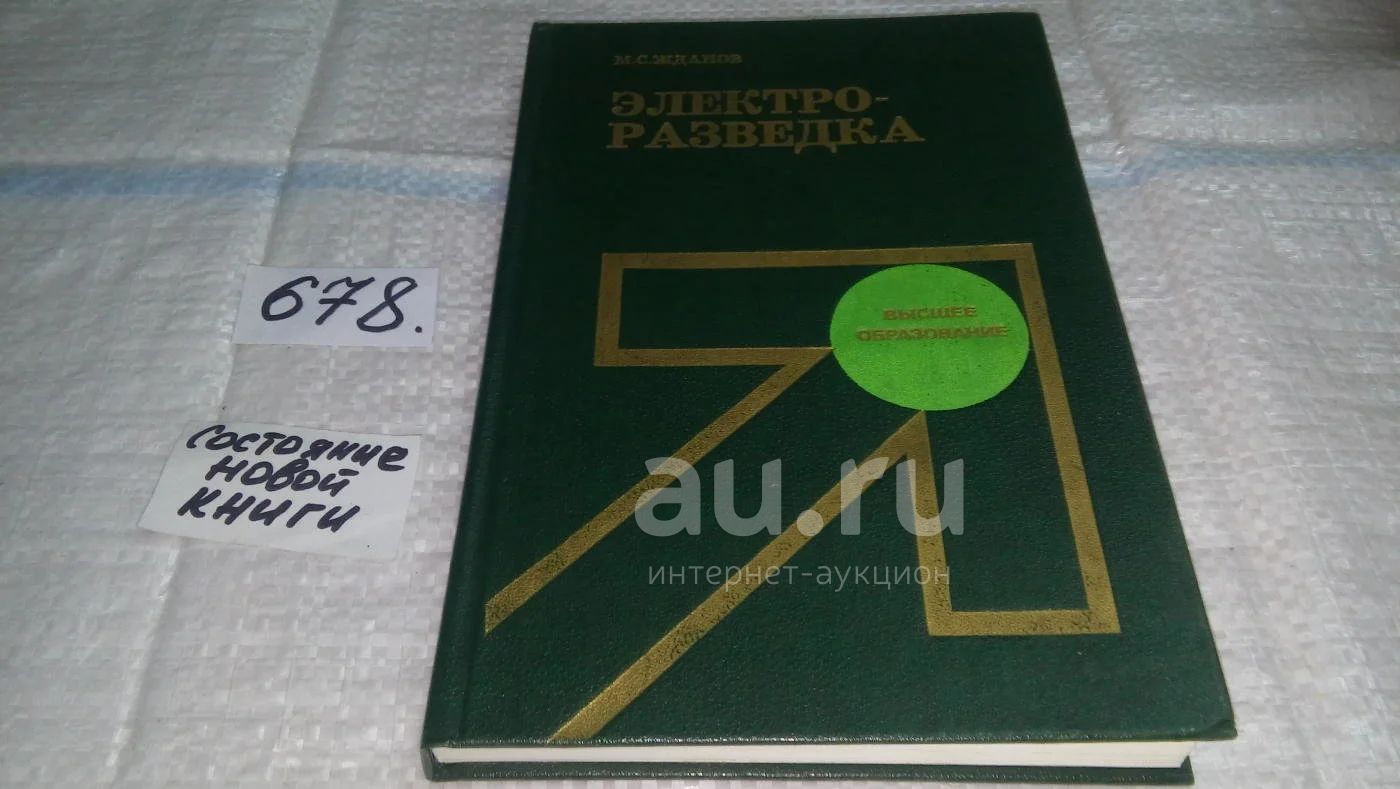 М.С.ЖДАНОВ
ЭЛЕКТРО-
РАЗВЕДКА
ВЫСШЕЕ
ОБРАЗОВАНИЕ
678.
СОСТОЯНИЕ
НОВОЙ
КНИГИ
au.ru
интернет-аукцион